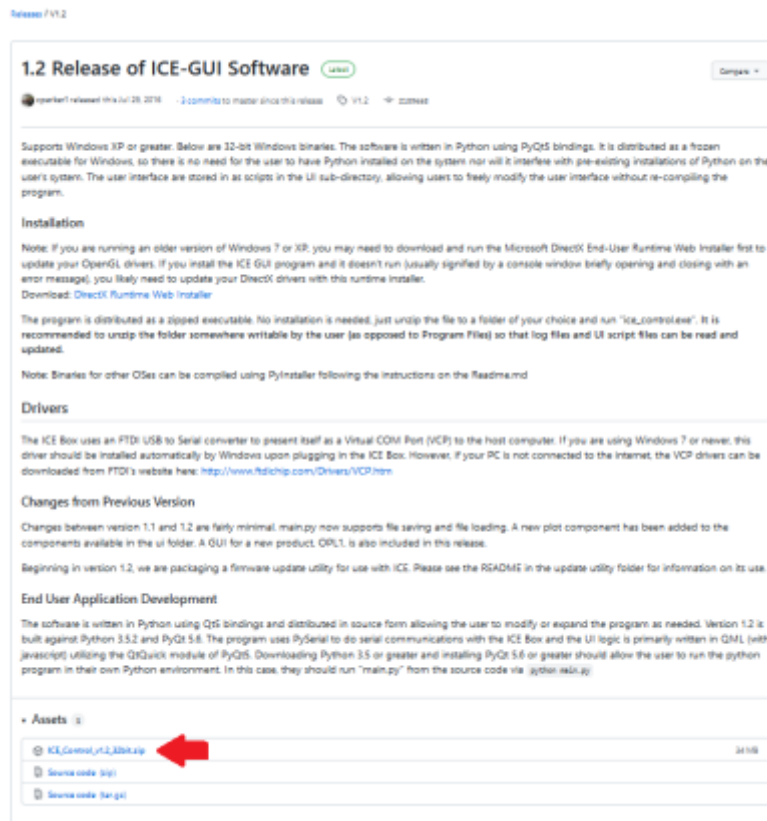 Releases / V1.2
1.2 Release of ICE-GUI Software Latest
Compare
released this Jul 29, 2016 · 3 commits to master since this release V1.2
Supports Windows XP or greater. Below are 32-bit Windows binaries. The software is written in Python using PyQt5 bindings. It is distributed as a frozen
executable for Windows, so there is no need for the user to have Python installed on the system nor will it interfere with pre-existing installations of Python on the
user's system. The user interface are stored in as scripts in the UI sub-directory, allowing users to freely modify the user interface without re-compiling the
program.
Installation
Note: If you are running an older version of Windows 7 or XP, you may need to download and run the Microsoft DirectX End-User Runtime Web Installer first to
update your OpenGL drivers. If you install the ICE GUI program and it doesn't run (usually signified by a console window briefly opening and closing with an
error message), you likely need to update your DirectX drivers with this runtime installer.
Download: DirectX Runtime Web Installer
The program is distributed as a zipped executable. No installation is needed, just unzip the file to a folder of your choice and run "ice_control.exe". It is
recommended to unzip the folder somewhere writable by the user (as opposed to Program Files) so that log files and UI script files can be read and
updated.
Note: Binaries for other OSes can be compiled using PyInstaller following the instructions on the Readme.md
Drivers
The ICE Box uses an FTDI USB to Serial converter to present itself as a Virtual COM Port (VCP) to the host computer. If you are using Windows 7 or newer, this
driver should be installed automatically by Windows upon plugging in the ICE Box. However, if your PC is not connected to the internet, the VCP drivers can be
downloaded from FTDI's website here: http://www.ftdichip.com/Drivers/VCP.htm
Changes from Previous Version
Changes between version 1.1 and 1.2 are fairly minimal. main.py now supports file saving and file loading. A new plot component has been added to the
components available in the ui folder. A GUI for a new product, OPL1, is also included in this release.
Beginning in version 1.2, we are packaging a firmware update utility for use with ICE. Please see the README in the update utility folder for information on its use.
End User Application Development
The software is written in Python using Qt5 bindings and distributed in source form allowing the user to modify or expand the program as needed. Version 1.2 is
built against Python 3.5.2 and PyQt 5.6. The program uses PySerial to do serial communications with the ICE Box and the UI logic is primarily written in QML (with
javascript) utilizing the QtQuick module of PyQt5. Downloading Python 3.5 or greater and installing PyQt 5.6 or greater should allow the user to run the python
program in their own Python environment. In this case, they should run "main.py" from the source code via python main.py
Assets 3
ICE_Control_v1.2_32bit.zip
Source code (zip)
Source code (tar.gz)